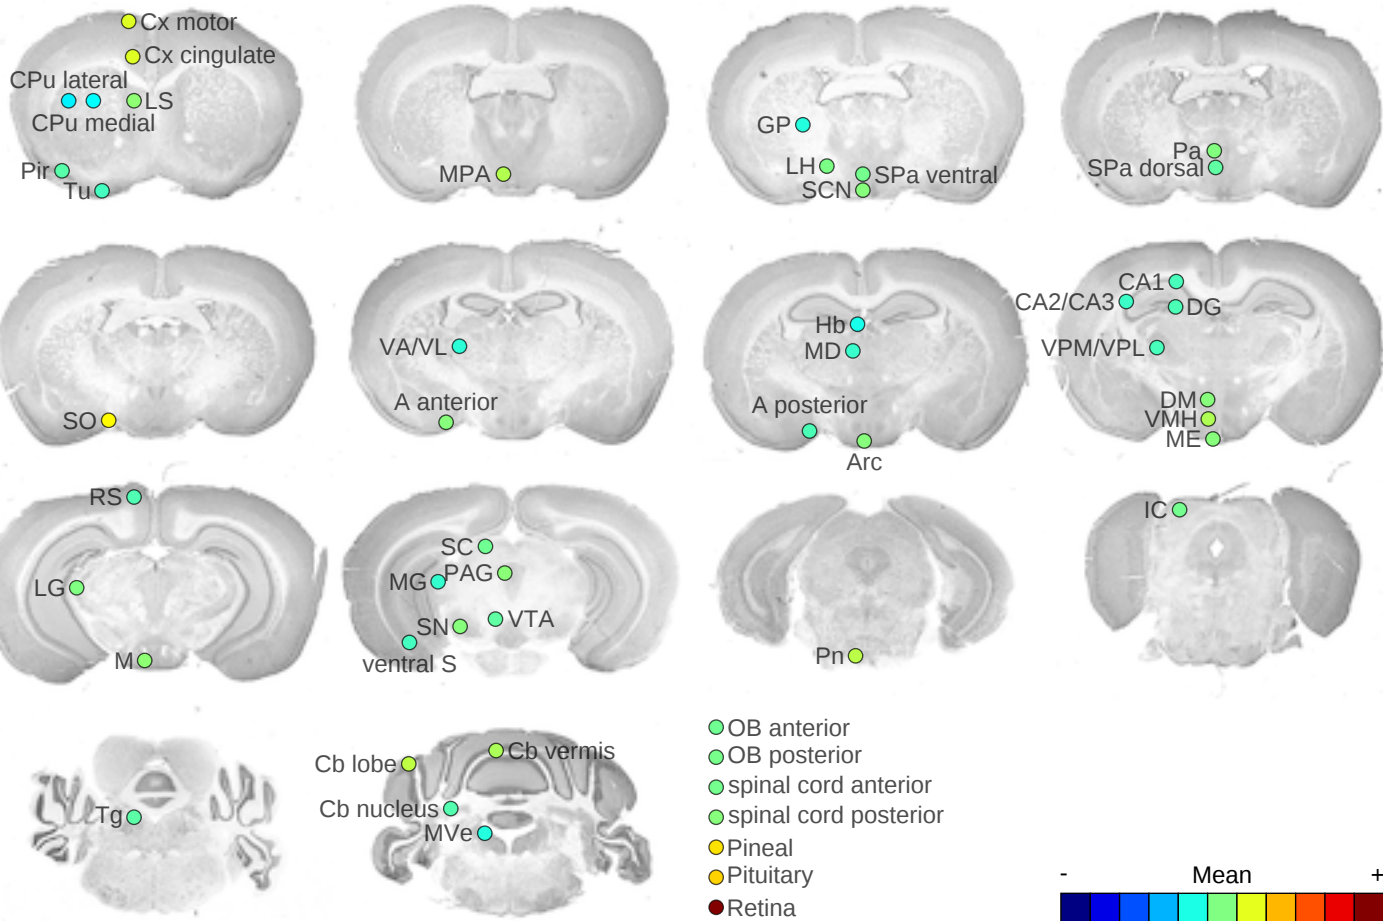 Cx motor
Cx cingulate
CPu lateral
LS
CPu medial
Pir
Tu
MPA
GP
LH
SPa ventral
SCN
Pa
SPa dorsal
SO
VA/VL
A anterior
Hb
MD
A posterior
Arc
CA1
CA2/CA3
DG
VPM/VPL
DM
VMH
ME
RS
LG
M
SC
MG
PAG
SN
VTA
ventral S
Pn
IC
Tg
Cb lobe
Cb vermis
Cb nucleus
MVe
OB anterior
OB posterior
spinal cord anterior
spinal cord posterior
Pineal
Pituitary
Retina
- Mean +